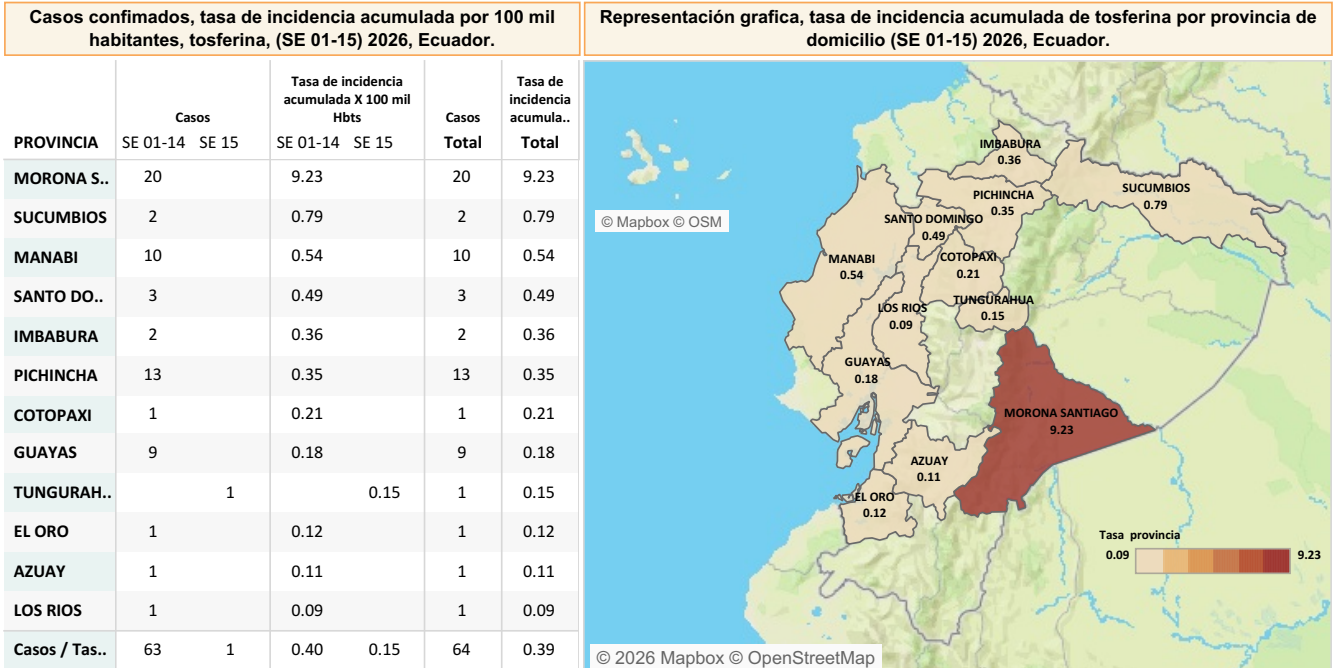 Casos confimados, tasa de incidencia acumulada por 100 mil
habitantes, tosferina, (SE 01-15) 2026, Ecuador.
Representación grafica, tasa de incidencia acumulada de tosferina por provincia de
domicilio (SE 01-15) 2026, Ecuador.
PROVINCIA
Casos
Tasa de incidencia
acumulada X 100 mil
Hbts
Casos
Tasa de
incidencia
acumula..
SE 01-14 SE 15 SE 01-14 SE 15 Total Total
MORONA S.. 20 9.23 20 9.23
SUCUMBIOS 2 0.79 2 0.79
MANABI 10 0.54 10 0.54
SANTO DO.. 3 0.49 3 0.49
IMBABURA 2 0.36 2 0.36
PICHINCHA 13 0.35 13 0.35
COTOPAXI 1 0.21 1 0.21
GUAYAS 9 0.18 9 0.18
TUNGURAH.. 1 0.15 1 0.15
EL ORO 1 0.12 1 0.12
AZUAY 1 0.11 1 0.11
LOS RIOS 1 0.09 1 0.09
Casos / Tas.. 63 1 0.40 0.15 64 0.39
© Mapbox © OSM
IMBABURA
0.36
SUCUMBIOS
0.79
PICHINCHA
0.35
SANTO DOMINGO
0.49
MANABI
0.54
COTOPAXI
0.21
TUNGURAHUA
0.15
LOS RIOS
0.09
GUAYAS
0.18
MORONA SANTIAGO
9.23
AZUAY
0.11
EL ORO
0.12
Tasa provincia
0.09 9.23
© 2026 Mapbox © OpenStreetMap